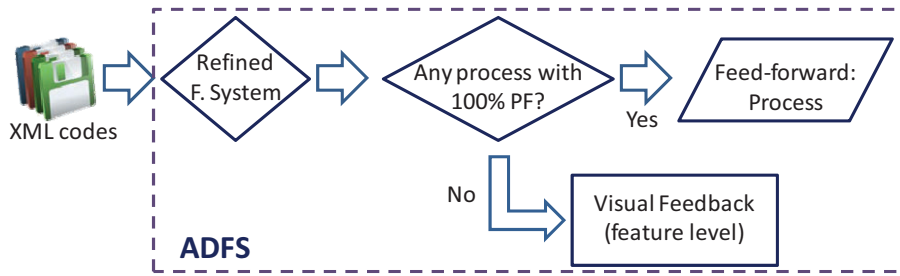 XML codes
Refined
F. System
Any process with
100% PF?
Yes
Feed-forward:
Process
No
Visual Feedback
(feature level)
ADFS